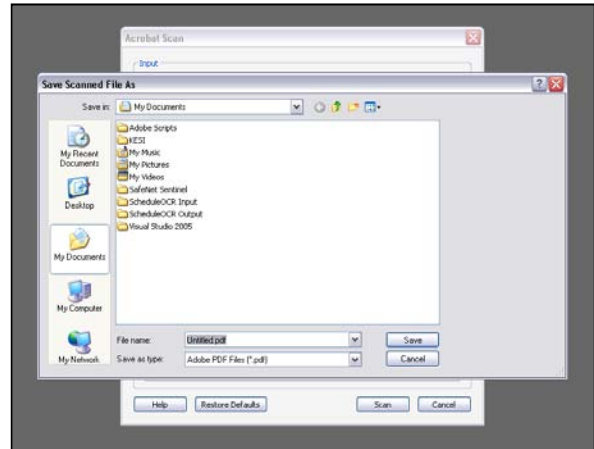 Acrobat Scan
Input
Save Scanned File As
Save in: My Documents
My Recent Documents
Desktop
My Documents
My Computer
My Network
Adobe Scripts
KESI
My Music
My Pictures
My Videos
SafeNet Sentinel
ScheduleOCR Input
ScheduleOCR Output
Visual Studio 2005
File name: Untitled.pdf Save
Save as type: Adobe PDF Files (*.pdf) Cancel
Help Restore Defaults Scan Cancel